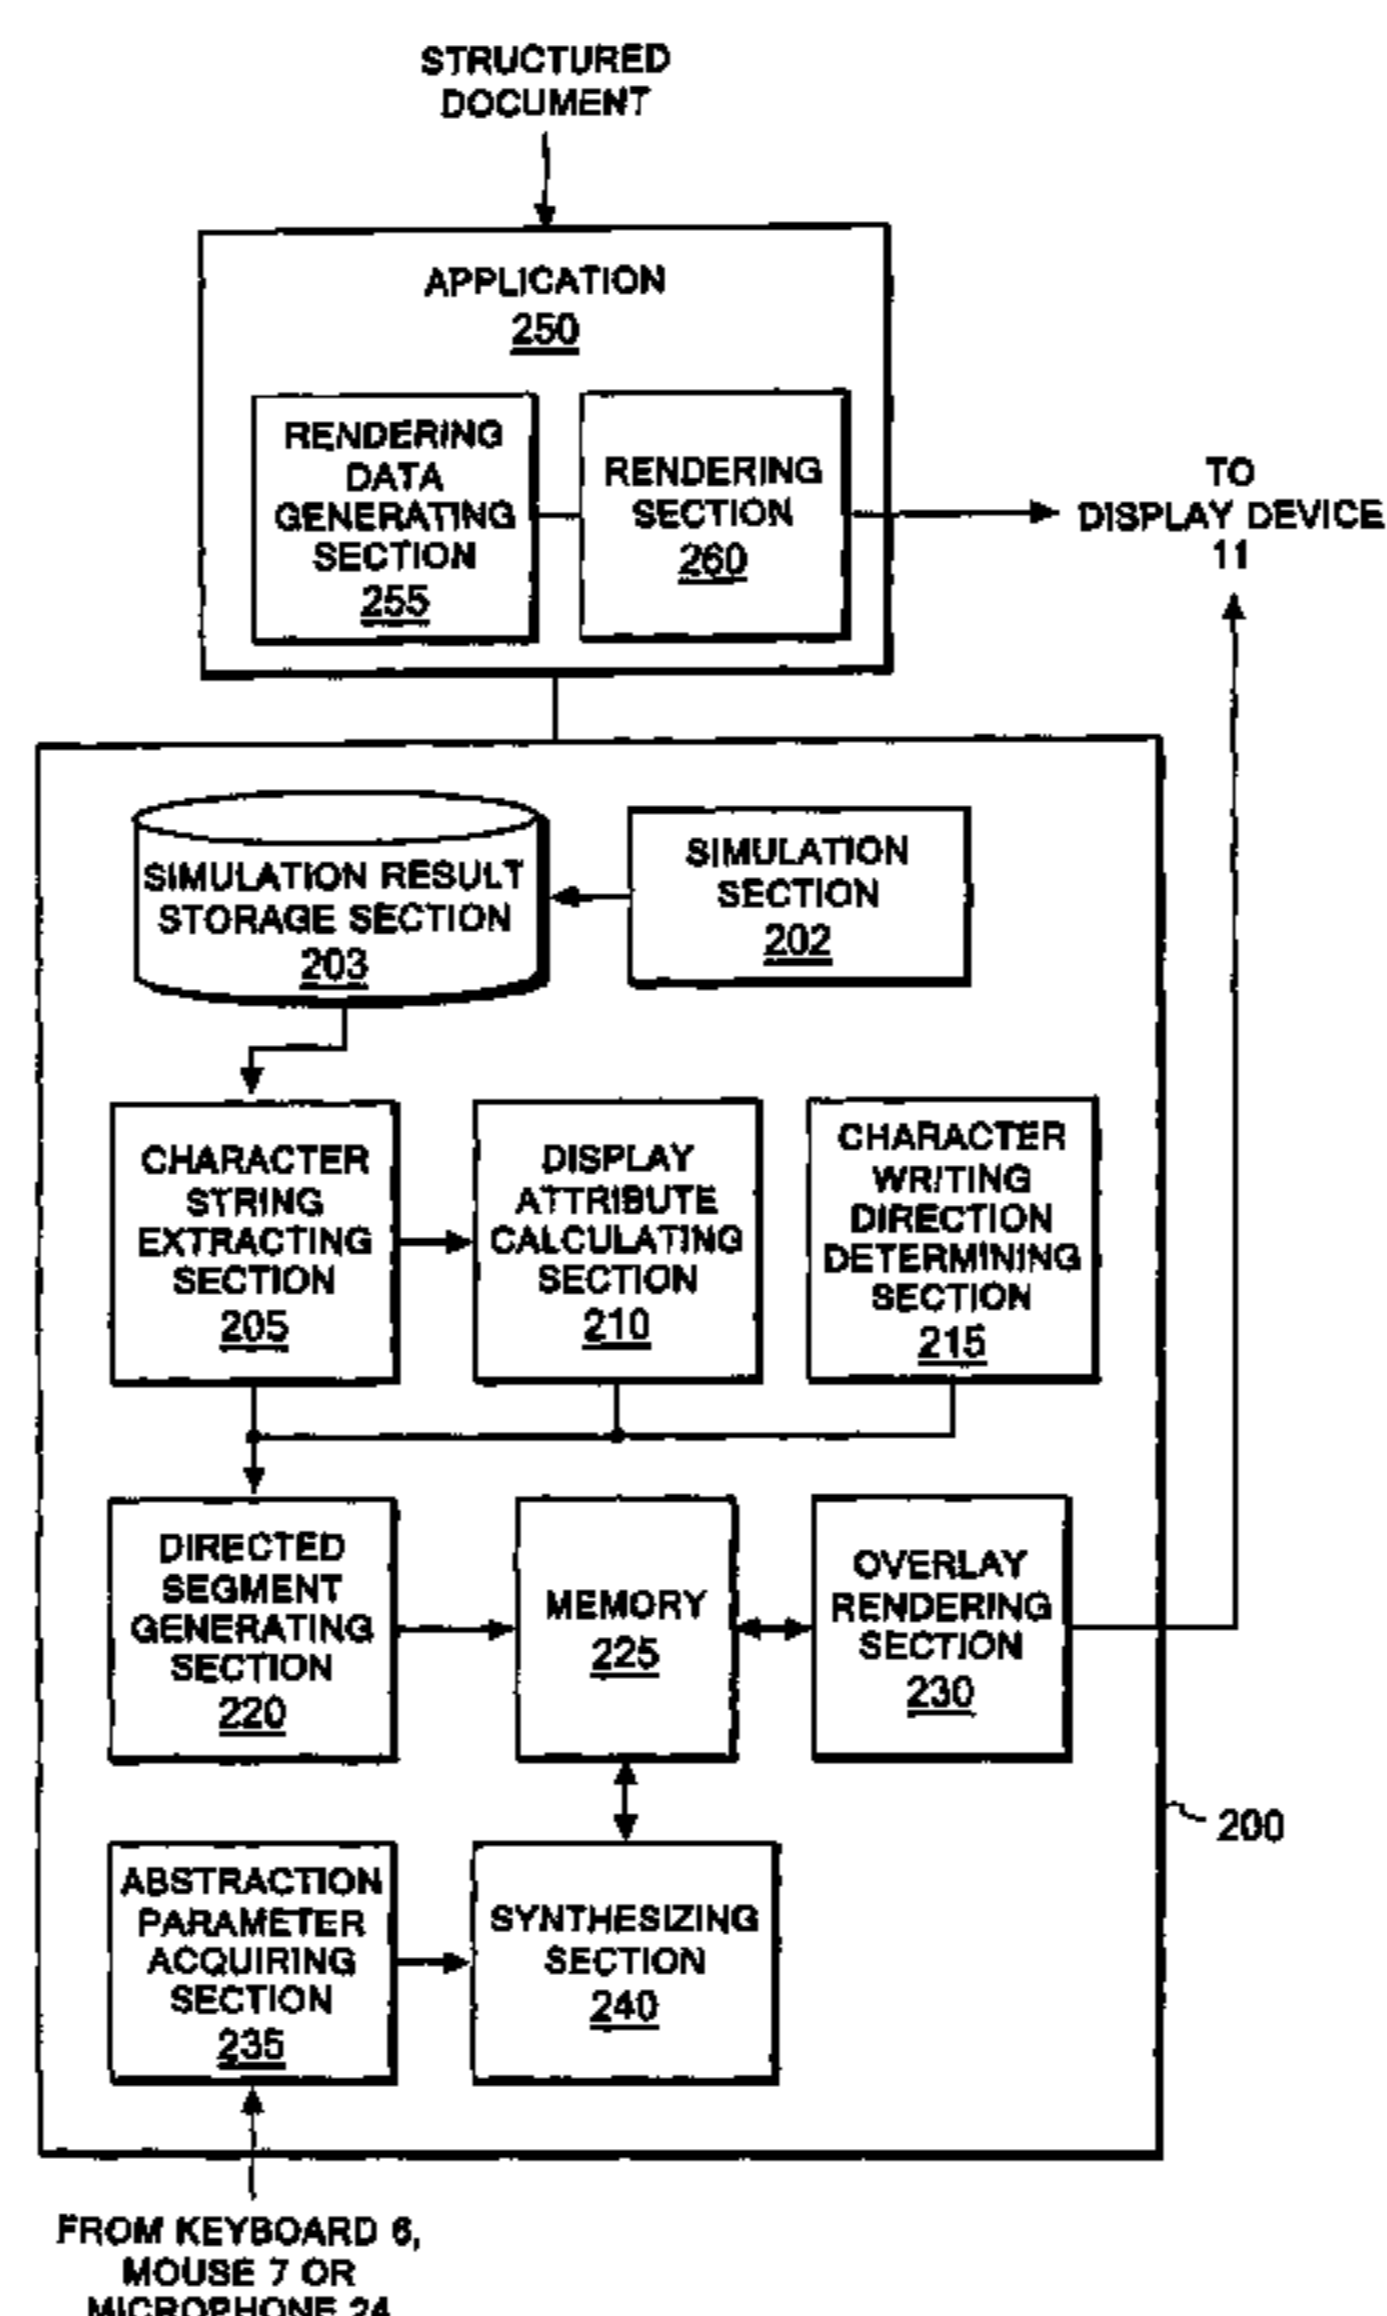 STRUCTURED
DOCUMENT
APPLICATION
250
RENDERING
DATA
GENERATING
SECTION
255
RENDERING
SECTION
260
TO
DISPLAY DEVICE
11
SIMULATION RESULT
STORAGE SECTION
203
SIMULATION
SECTION
202
CHARACTER
STRING
EXTRACTING
SECTION
205
DISPLAY
ATTRIBUTE
CALCULATING
SECTION
210
CHARACTER
WRITING
DIRECTION
DETERMINING
SECTION
215
DIRECTED
SEGMENT
GENERATING
SECTION
220
MEMORY
225
OVERLAY
RENDERING
SECTION
230
200
ABSTRACTION
PARAMETER
ACQUIRING
SECTION
235
SYNTHESIZING
SECTION
240
FROM KEYBOARD 6,
MOUSE 7 OR
MICROPHONE 24